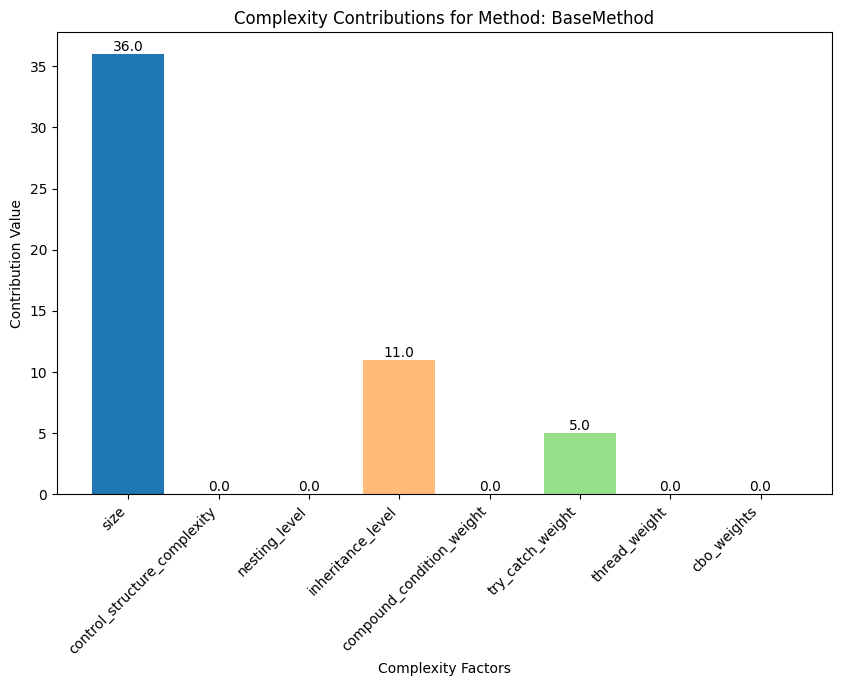 Complexity Contributions for Method: BaseMethod
Contribution Value
35
30
25
20
15
10
5
0
36.0
0.0
0.0
11.0
0.0
5.0
0.0
0.0
size
control_structure_complexity
nesting_level
inheritance_level
compound_condition_weight
try_catch_weight
thread_weight
cbo_weights
Complexity Factors